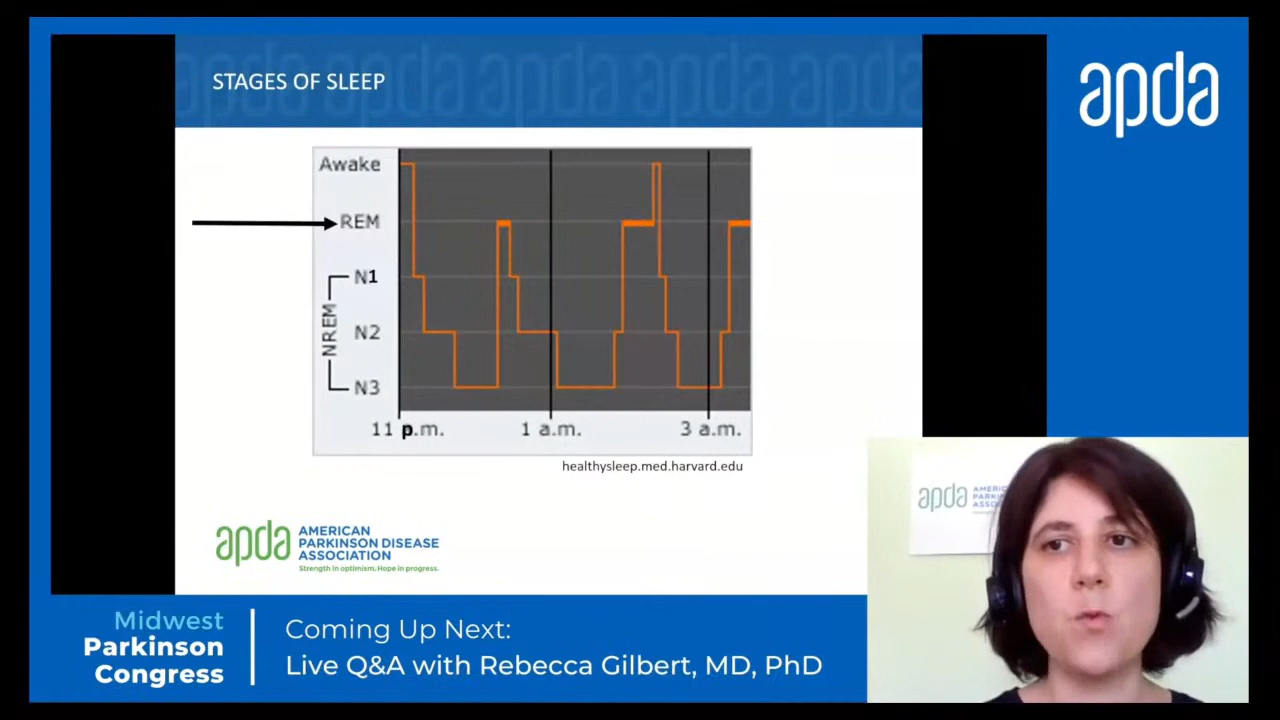 STAGES OF SLEEP
apda
Awake
REM
N1
NREM
N2
N3
11 p.m. 1 a.m. 3 a.m.
healthysleep.med.harvard.edu
apda AMERICAN
PARKINSON DISEASE
ASSOCIATION
Strength in optimism. Hope in progress.
apda
Midwest
Parkinson
Congress
Coming Up Next:
Live Q&A with Rebecca Gilbert, MD, PhD